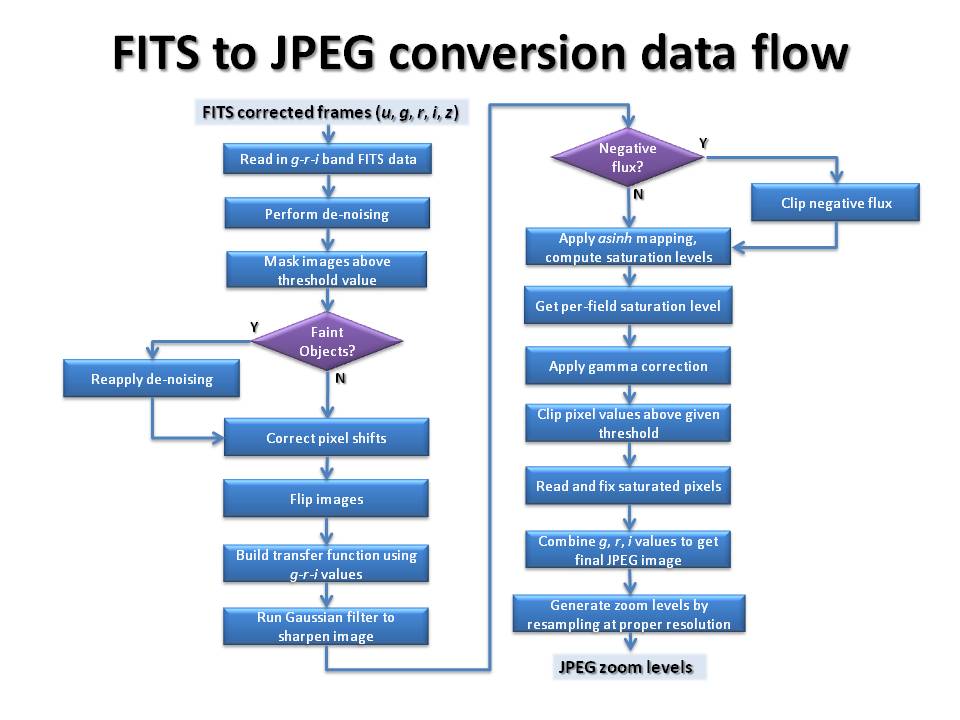 FITS to JPEG conversion data flow
FITS corrected frames (u, g, r, i, z)
Read in g-r-i band FITS data
Perform de-noising
Mask images above
threshold value
Faint
Objects?
Y
N
Reapply de-noising
Correct pixel shifts
Flip images
Build transfer function using
g-r-i values
Run Gaussian filter to
sharpen image
Negative
flux?
Y
N
Clip negative flux
Apply asinh mapping,
compute saturation levels
Get per-field saturation level
Apply gamma correction
Clip pixel values above given
threshold
Read and fix saturated pixels
Combine g, r, i values to get
final JPEG image
Generate zoom levels by
resampling at proper resolution
JPEG zoom levels